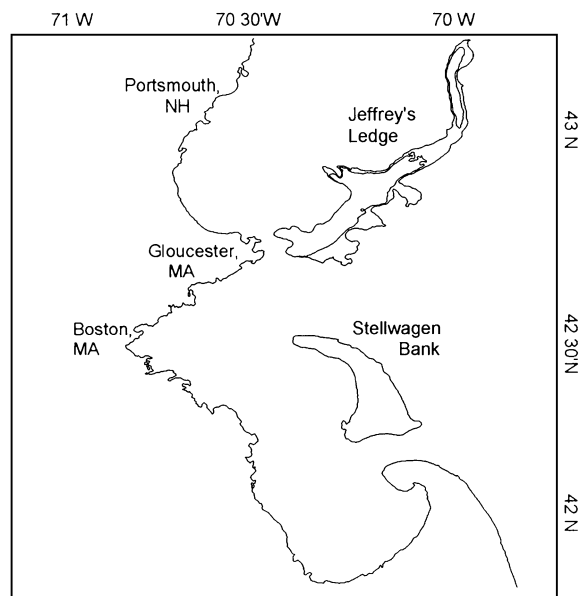 71 W
70 30'W
70 W
Portsmouth,
NH
Jeffrey's
Ledge
43 N
Gloucester,
MA
Boston,
MA
Stellwagen
Bank
42 30'N
42 N